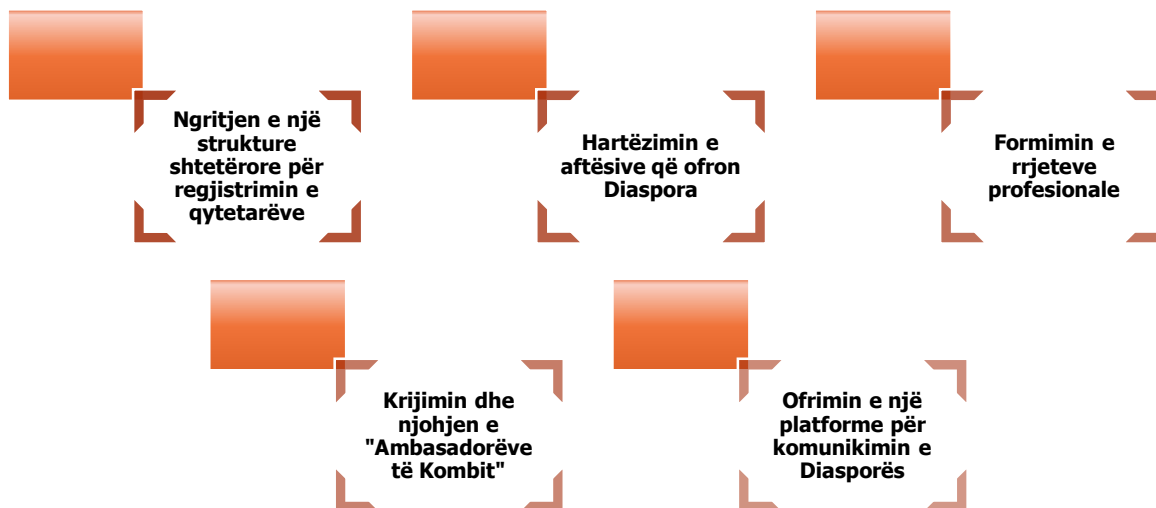 Ngritjen e një
strukture
shtetërore për
regjistrimin e
qytetarëve
Hartëzimin e
aftësive që ofron
Diaspora
Formimin e
rrjeteve
profesionale
Krijimin dhe
njohjen e
"Ambasadorëve
të Kombit"
Ofrimin e një
platforme për
komunikimin e
Diasporës